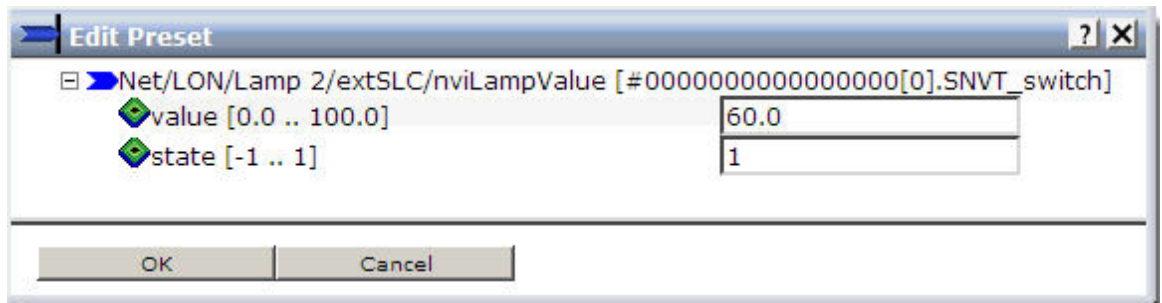 Edit Preset
Net/LON/Lamp 2/extSLC/nviLampValue [#0000000000000000[0].SNVT_switch]
value [0.0 .. 100.0] 60.0
state [-1 .. 1] 1
OK Cancel